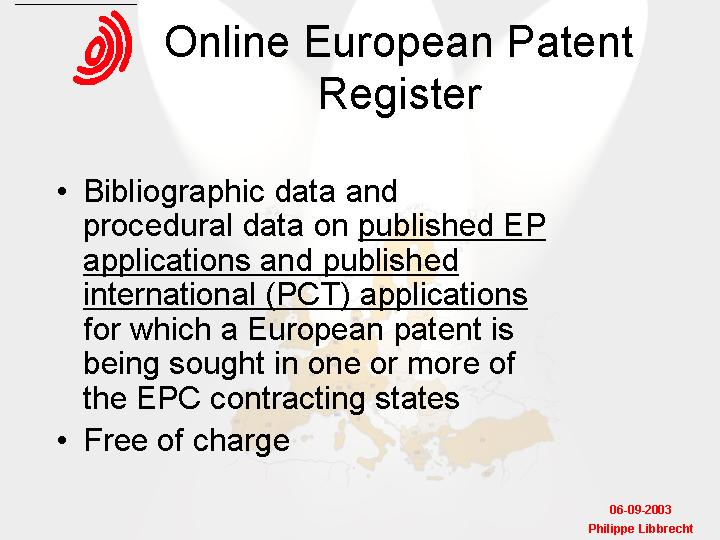 Online European Patent
Register
• Bibliographic data and
procedural data on published EP
applications and published
international (PCT) applications
for which a European patent is
being sought in one or more of
the EPC contracting states
• Free of charge
06-09-2003
Philippe Libbrecht